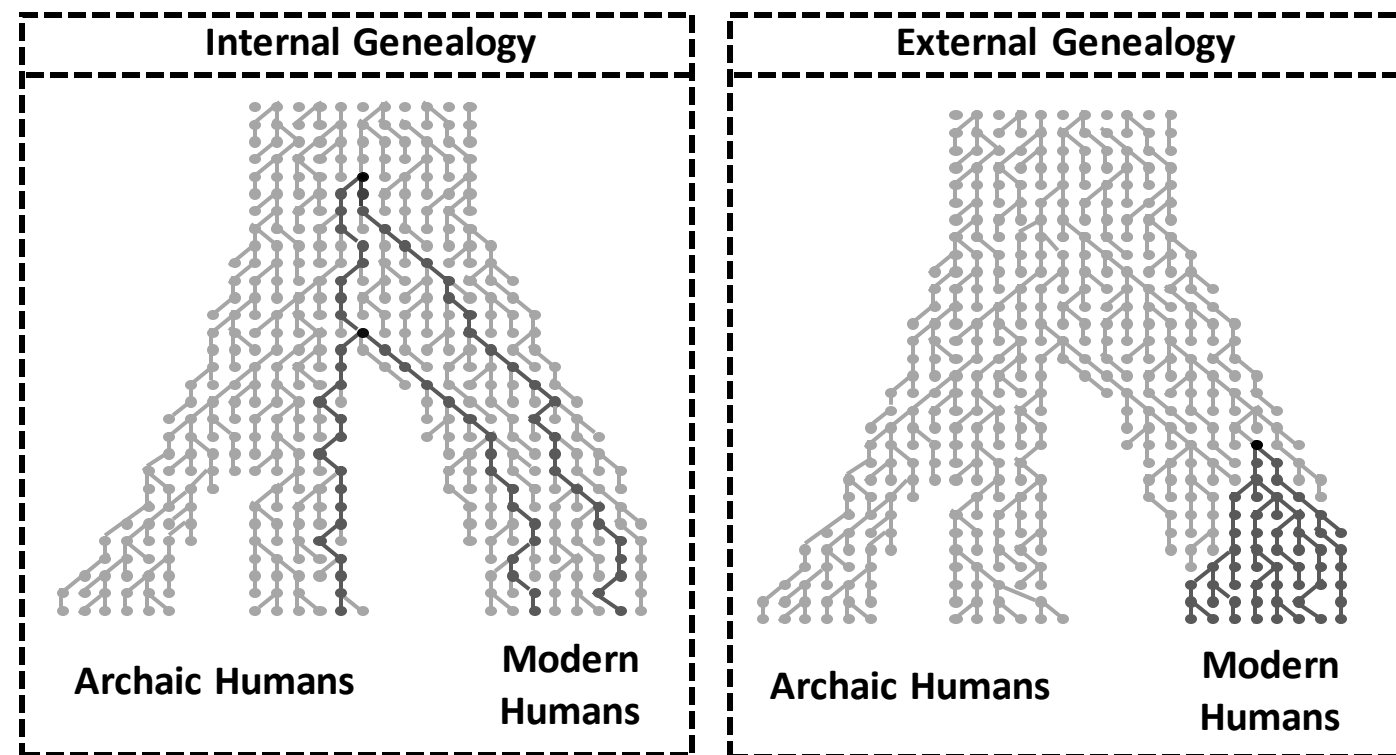 Internal Genealogy
Archaic Humans
Modern
Humans
External Genealogy
Archaic Humans
Modern
Humans